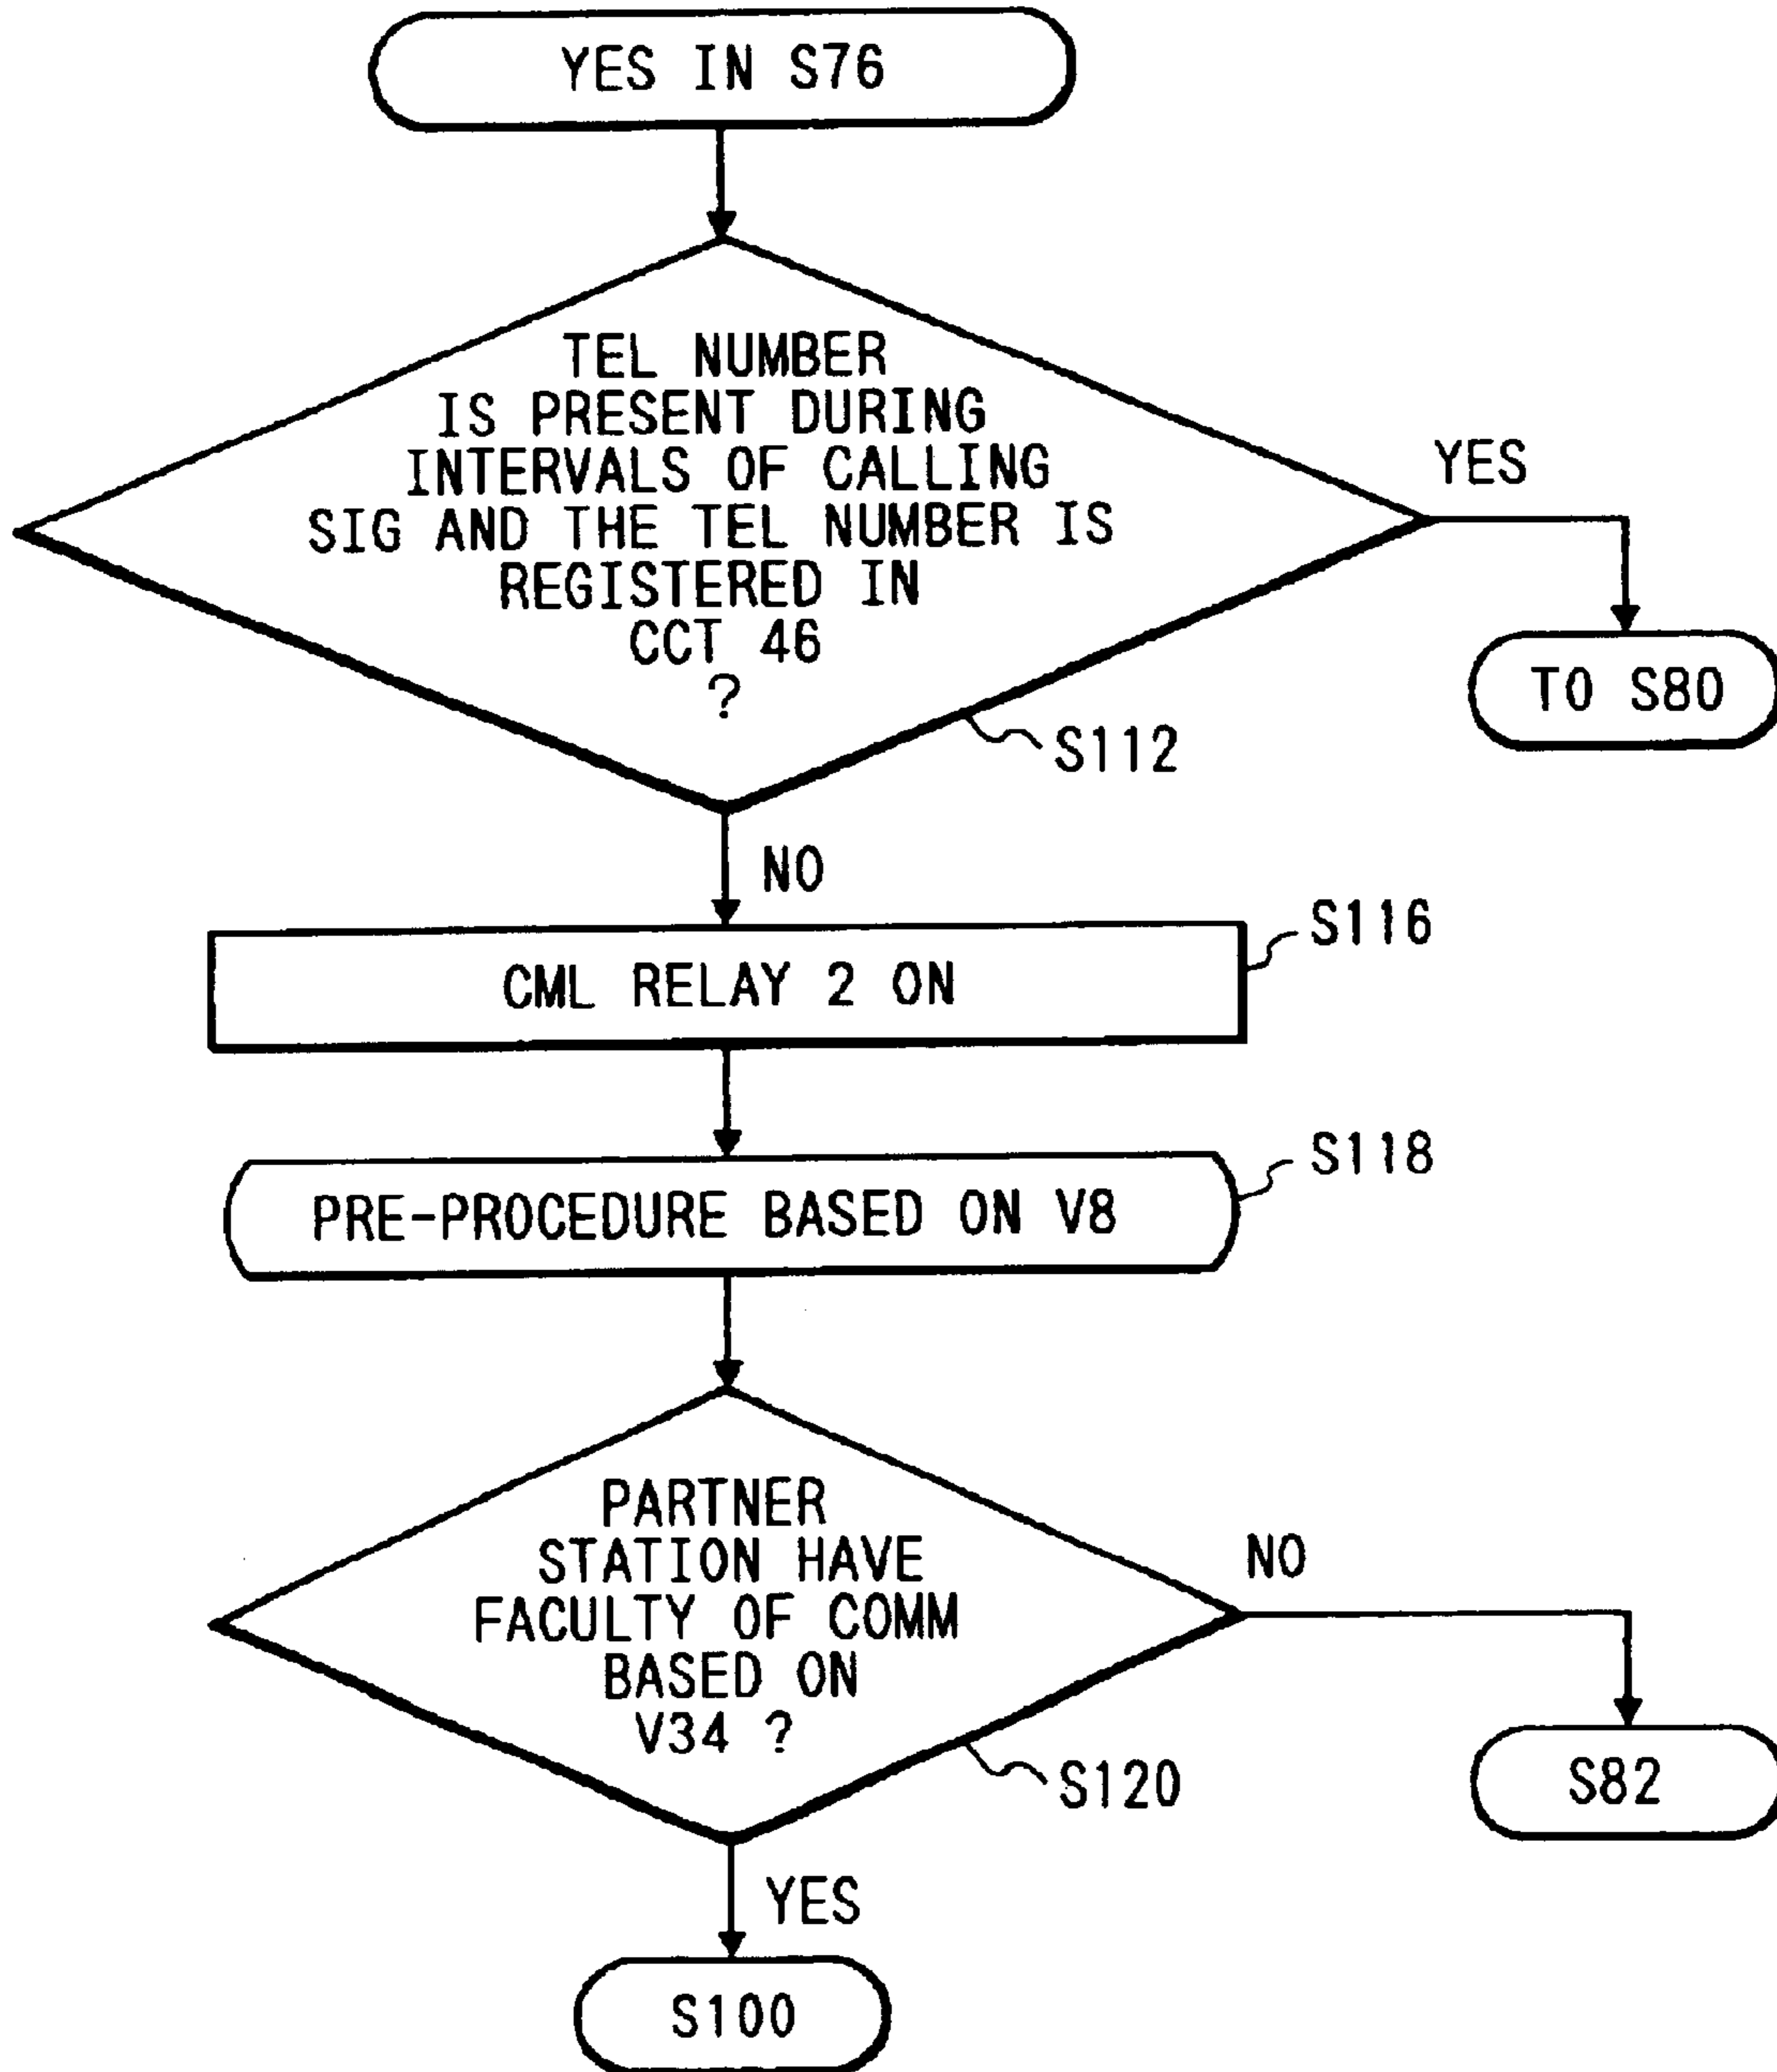 YES IN S76
TEL NUMBER
IS PRESENT DURING
INTERVALS OF CALLING
SIG AND THE TEL NUMBER IS
REGISTERED IN
CCT 46
?
YES
TO S80
S112
NO
S116
CML RELAY 2 ON
S118
PRE-PROCEDURE BASED ON V8
PARTNER
STATION HAVE
FACULTY OF COMM
BASED ON
V34 ?
NO
S82
S120
YES
S100